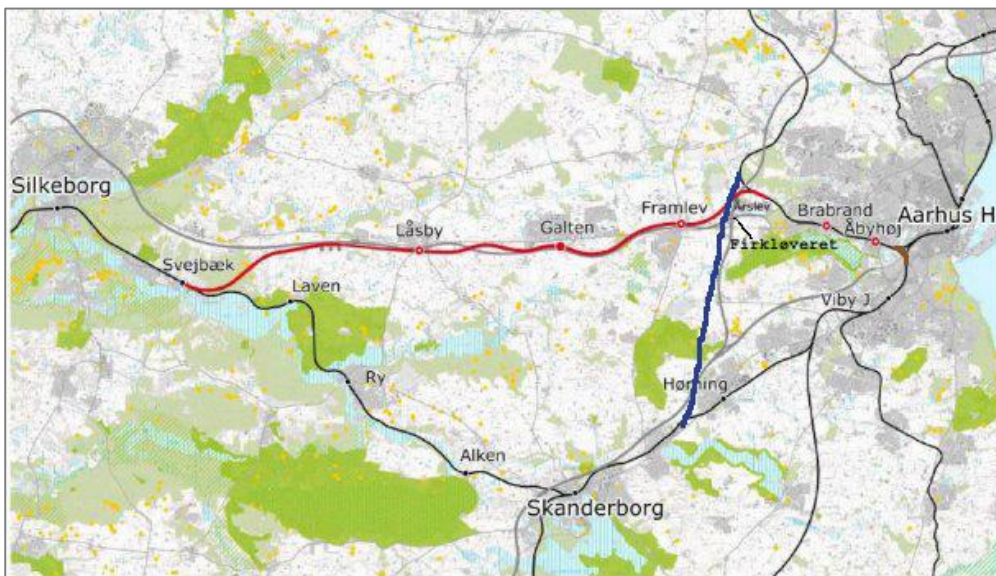 Silkeborg
Svejbæk
Laven
Ry
Alken
Skanderborg
Låsby
Galten
Framlev
Årslev
Firkløveret
Brabrand
Åbyhøj
Aarhus H
Viby J
Hørning